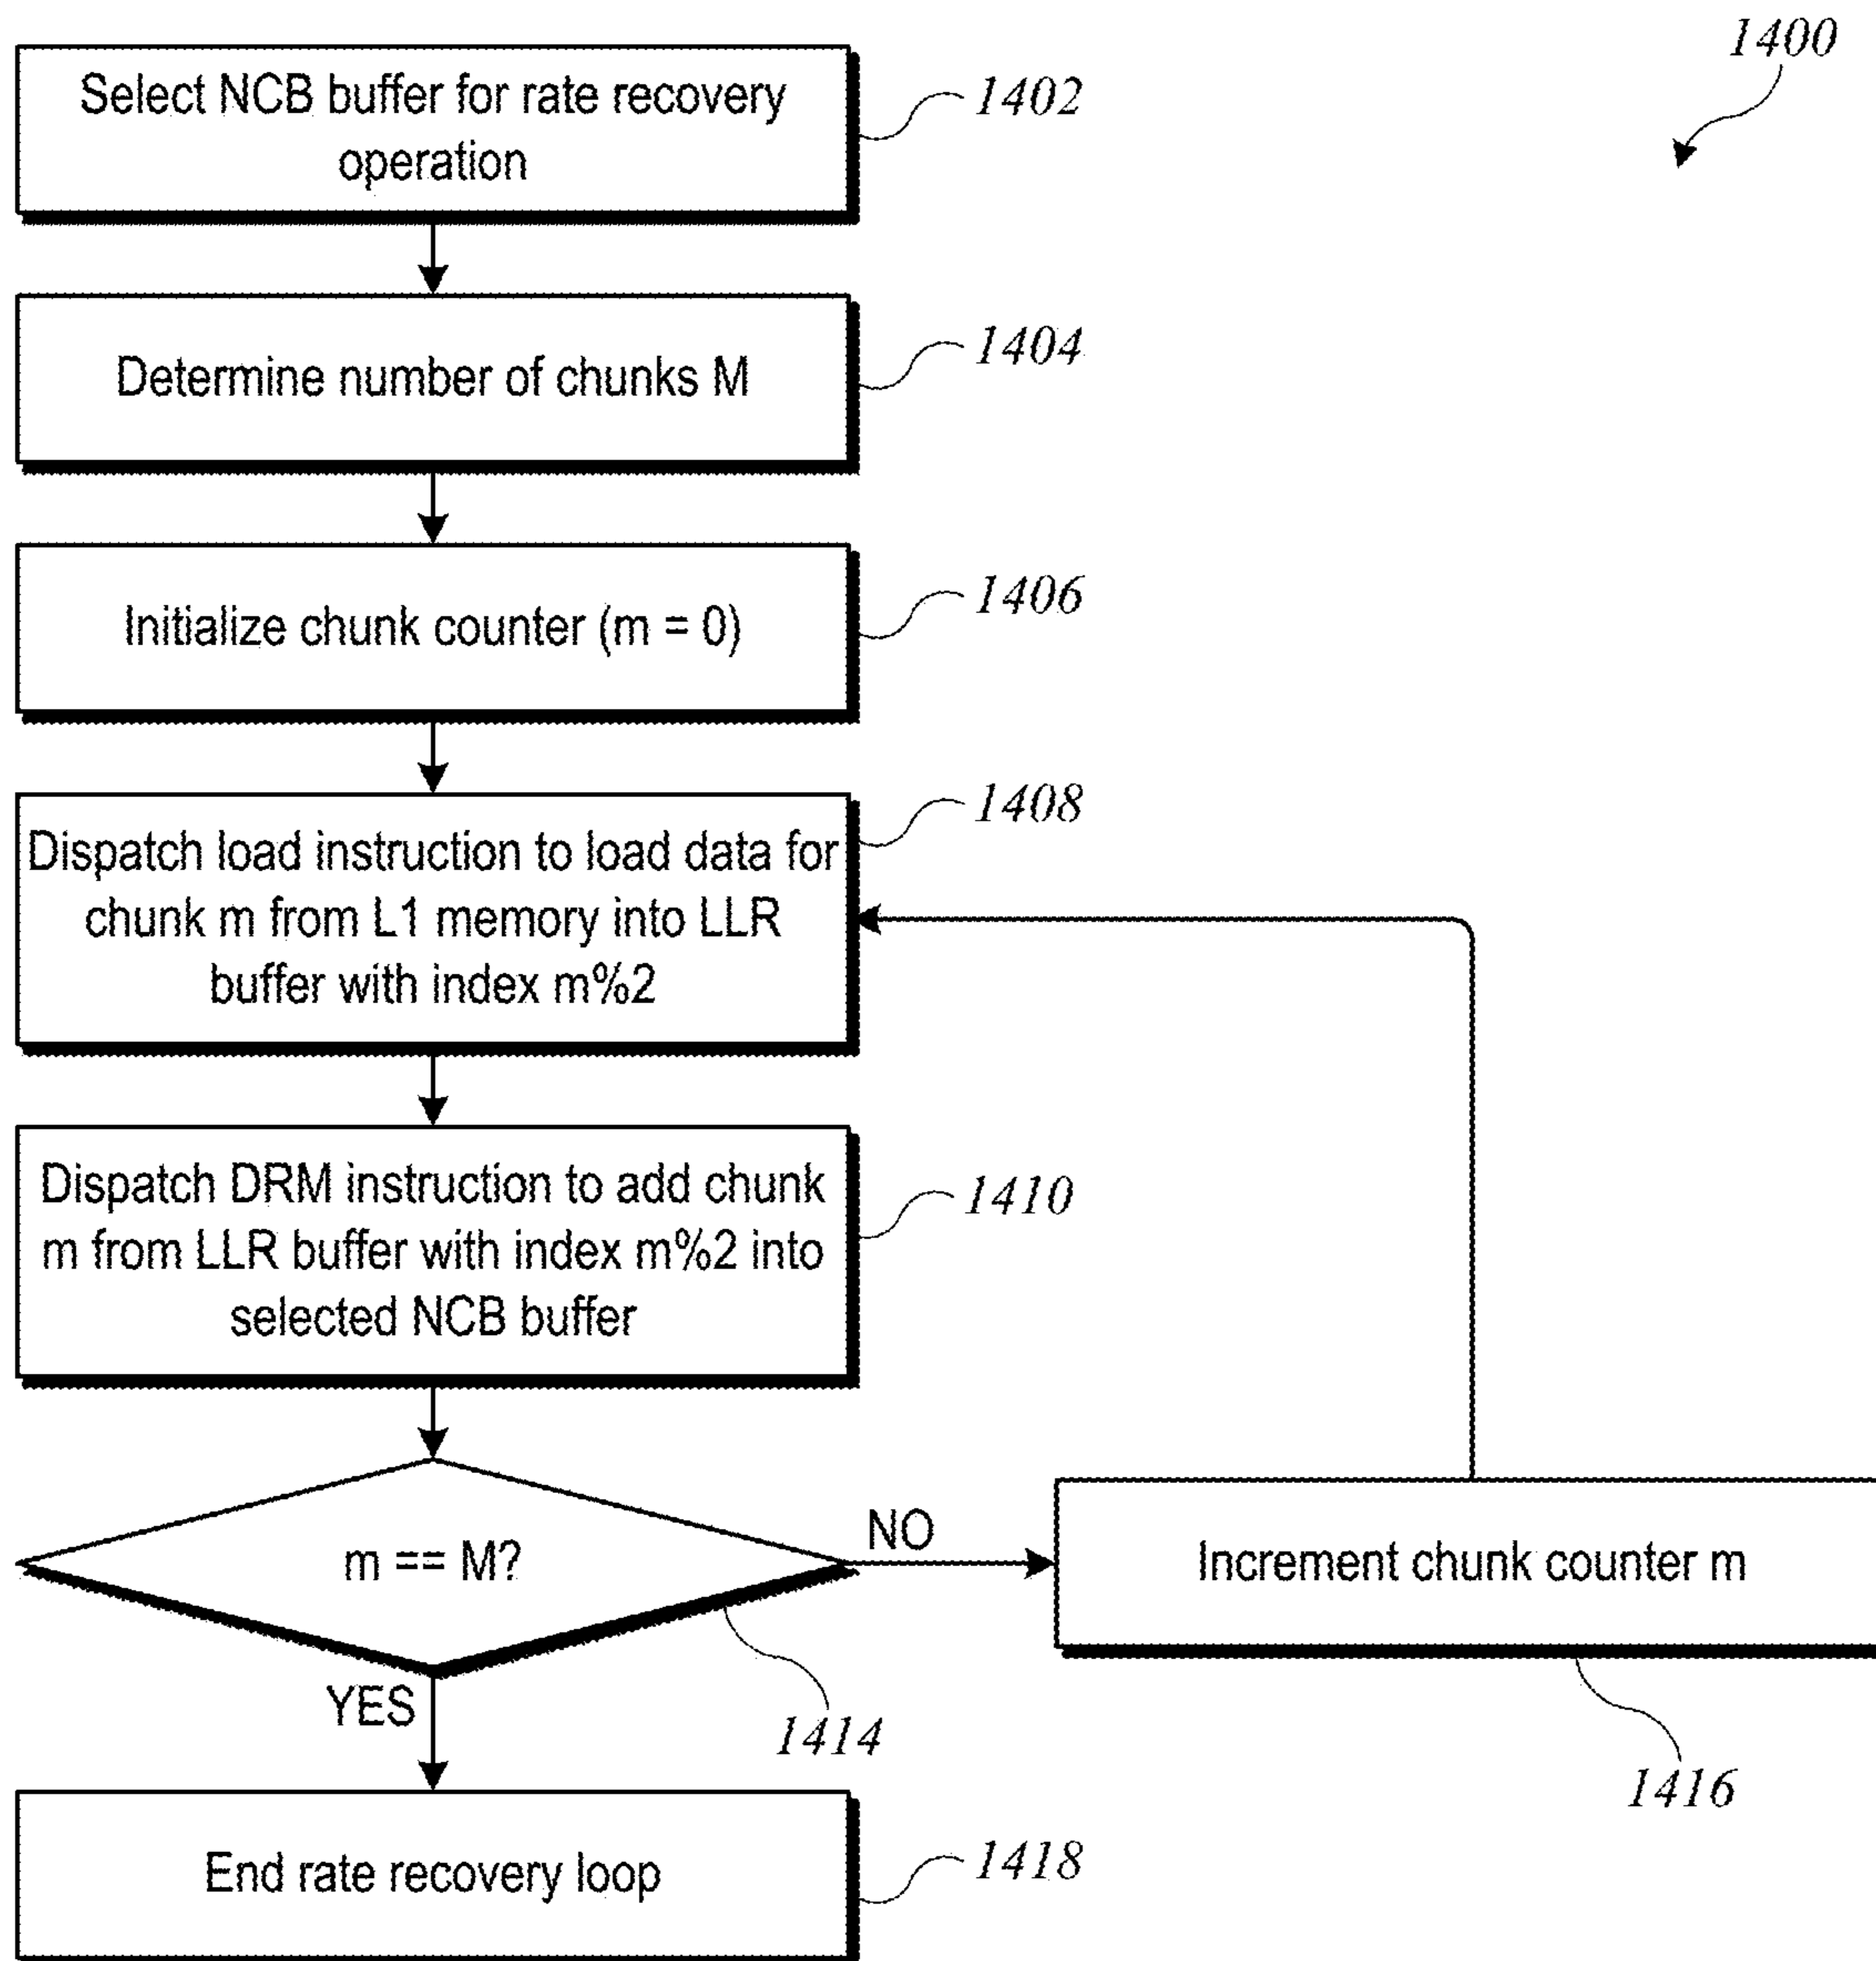 1400
Select NCB buffer for rate recovery
operation
1402
Determine number of chunks M
1404
Initialize chunk counter (m = 0)
1406
Dispatch load instruction to load data for
chunk m from L1 memory into LLR
buffer with index m%2
1408
Dispatch DRM instruction to add chunk
m from LLR buffer with index m%2 into
selected NCB buffer
1410
m == M?
NO
Increment chunk counter m
YES
1414
1416
End rate recovery loop
1418